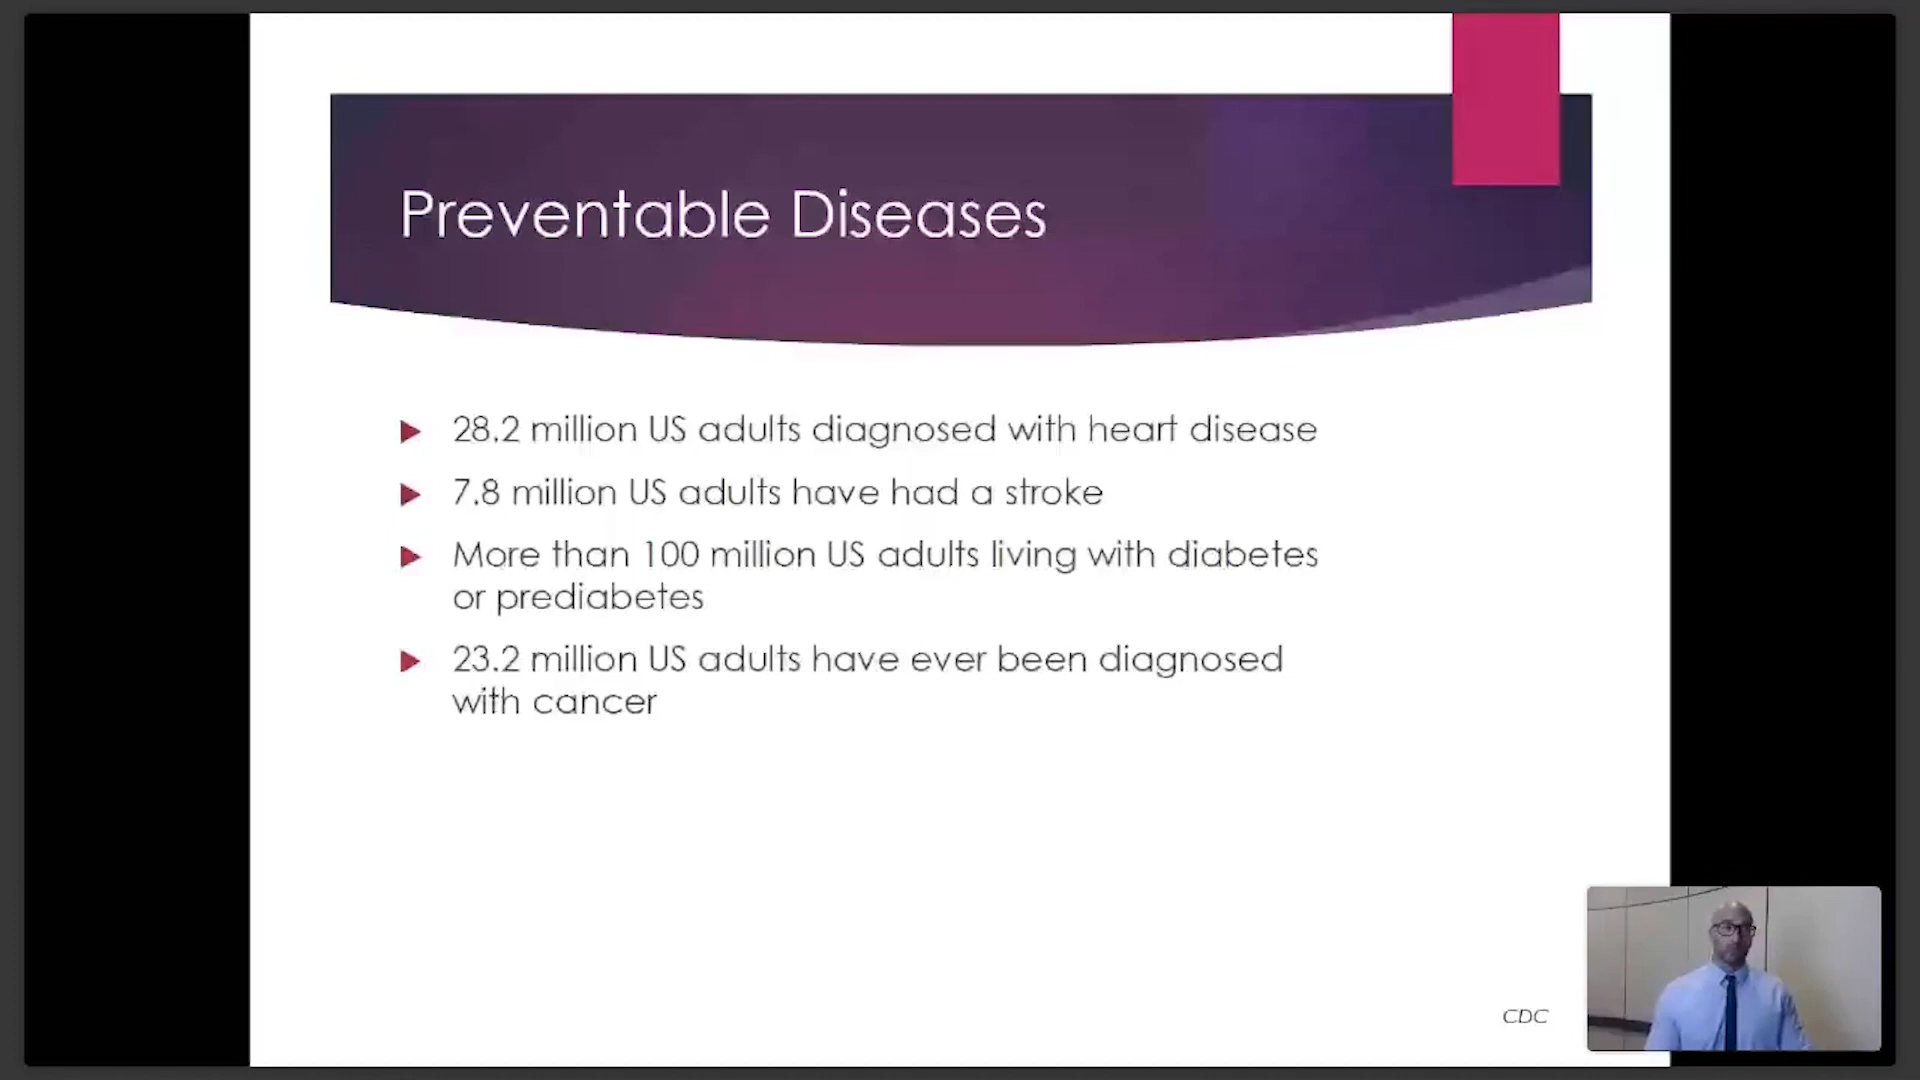 Preventable Diseases
28.2 million US adults diagnosed with heart disease
7.8 million US adults have had a stroke
More than 100 million US adults living with diabetes
or prediabetes
23.2 million US adults have ever been diagnosed
with cancer
CDC